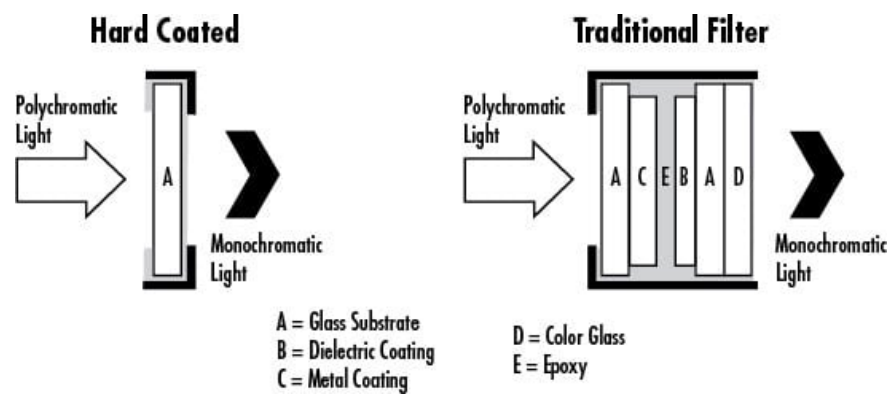 Hard Coated
Traditional Filter
Polychromatic
Light
A
Monochromatic
Light
Polychromatic
Light
A C E B A D
Monochromatic
Light
A = Glass Substrate
B = Dielectric Coating
C = Metal Coating
D = Color Glass
E = Epoxy